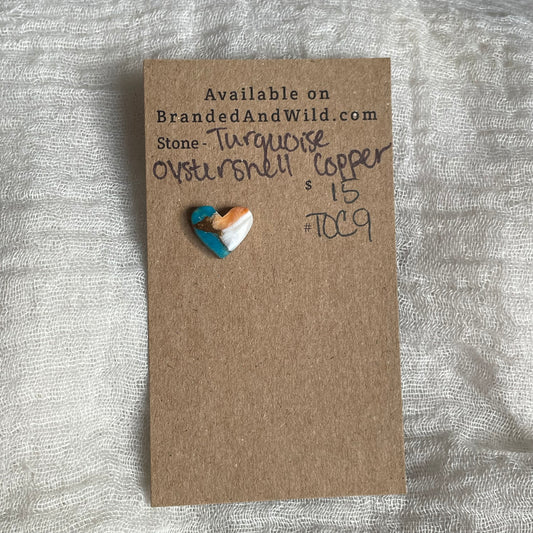 Available on
BrandedAndWild.com
Stone - Turquoise
Oystershell Copper
$ 15
#TOC9